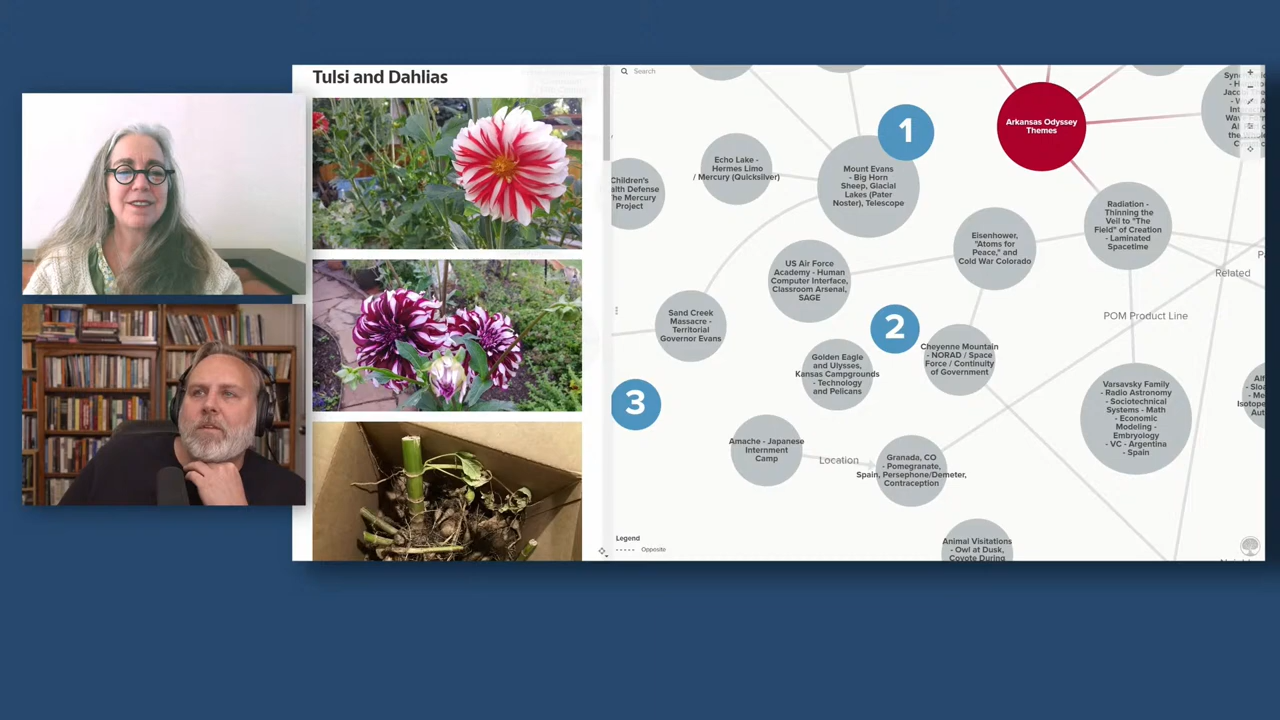 Tulsi and Dahlias
Search
1
Arkansas Odyssey
Themes
Echo Lake -
Hermes Limo
/ Mercury (Quicksilver)
Mount Evans
- Big Horn
Sheep, Glacial
Lakes (Pater
Noster), Telescope
Children's
Project
The Mercury
Radiation -
Thinning the
Veil to "The
Field" of Creation
- Laminated
Spacetime
Eisenhower,
"Atoms for
Peace," and
Cold War Colorado
US Air Force
Academy - Human
Computer Interface,
Classroom Arsenal,
SAGE
Related
Sand Creek
Massacre -
Territorial
Governor Evans
2
POM Product Line
Golden Eagle
and Ulysses,
Kansas Campgrounds
- Technology
and Pelicans
Cheyenne Mountain
- NORAD / Space
Force / Continuity
of Government
3
Varsavsky Family
- Radio Astronomy
- Sociotechnical
Systems - Math
- Economic
Modeling -
Embryology
- VC - Argentina
- Spain
Amache - Japanese
Internment
Camp
Location
Granada, CO
- Pomegranate,
Spain, Persephone/Demeter,
Contraception
Legend
Opposite
Animal Visitations
- Owl at Dusk,
Coyote During